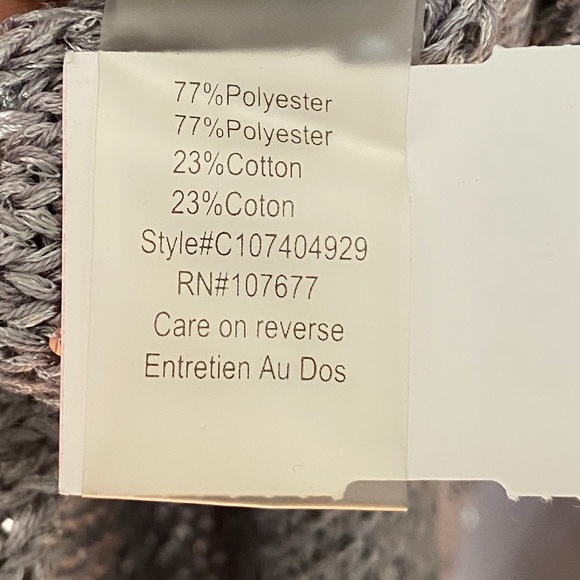 77%Polyester
77%Polyester
23%Cotton
23%Coton
Style#C107404929
RN#107677
Care on reverse
Entretien Au Dos